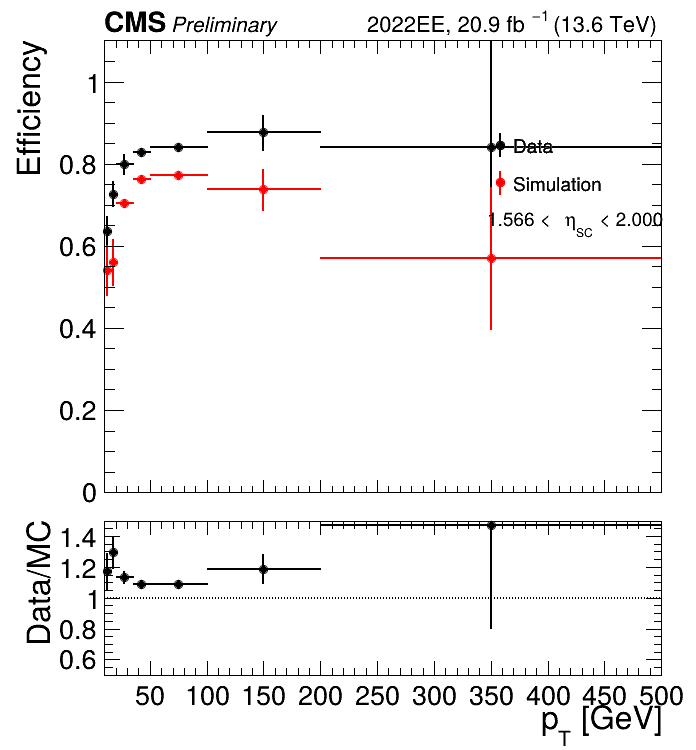 CMS Preliminary 2022EE, 20.9 fb⁻¹ (13.6 TeV)
Efficiency
1
0.8
0.6
0.4
0.2
0
Data
Simulation
1.566 < η_SC < 2.000
Data/MC
1.4
1.2
1
0.8
0.6
50 100 150 200 250 300 350 400 450 500
p_T [GeV]